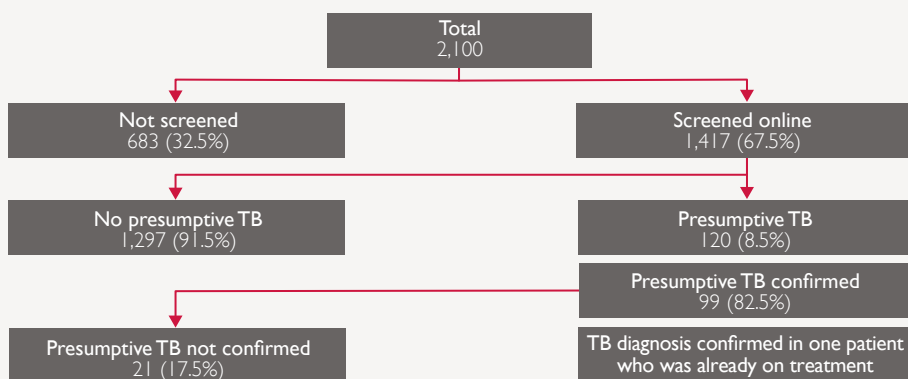 Total
2,100
Not screened
683 (32.5%)
Screened online
1,417 (67.5%)
No presumptive TB
1,297 (91.5%)
Presumptive TB
120 (8.5%)
Presumptive TB confirmed
99 (82.5%)
Presumptive TB not confirmed
21 (17.5%)
TB diagnosis confirmed in one patient
who was already on treatment